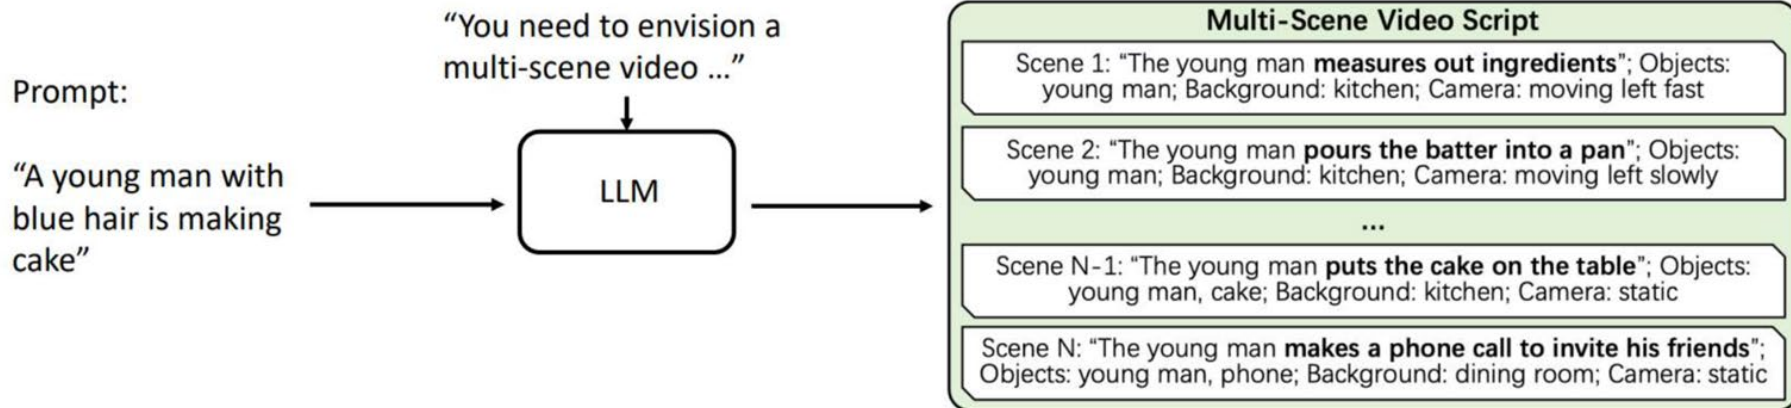 Prompt:
“A young man with
blue hair is making
cake”
“You need to envision a
multi-scene video ...”
LLM
Multi-Scene Video Script
Scene 1: “The young man measures out ingredients”; Objects:
young man; Background: kitchen; Camera: moving left fast
Scene 2: “The young man pours the batter into a pan”; Objects:
young man; Background: kitchen; Camera: moving left slowly
...
Scene N-1: “The young man puts the cake on the table”; Objects:
young man, cake; Background: kitchen; Camera: static
Scene N: “The young man makes a phone call to invite his friends”;
Objects: young man, phone; Background: dining room; Camera: static